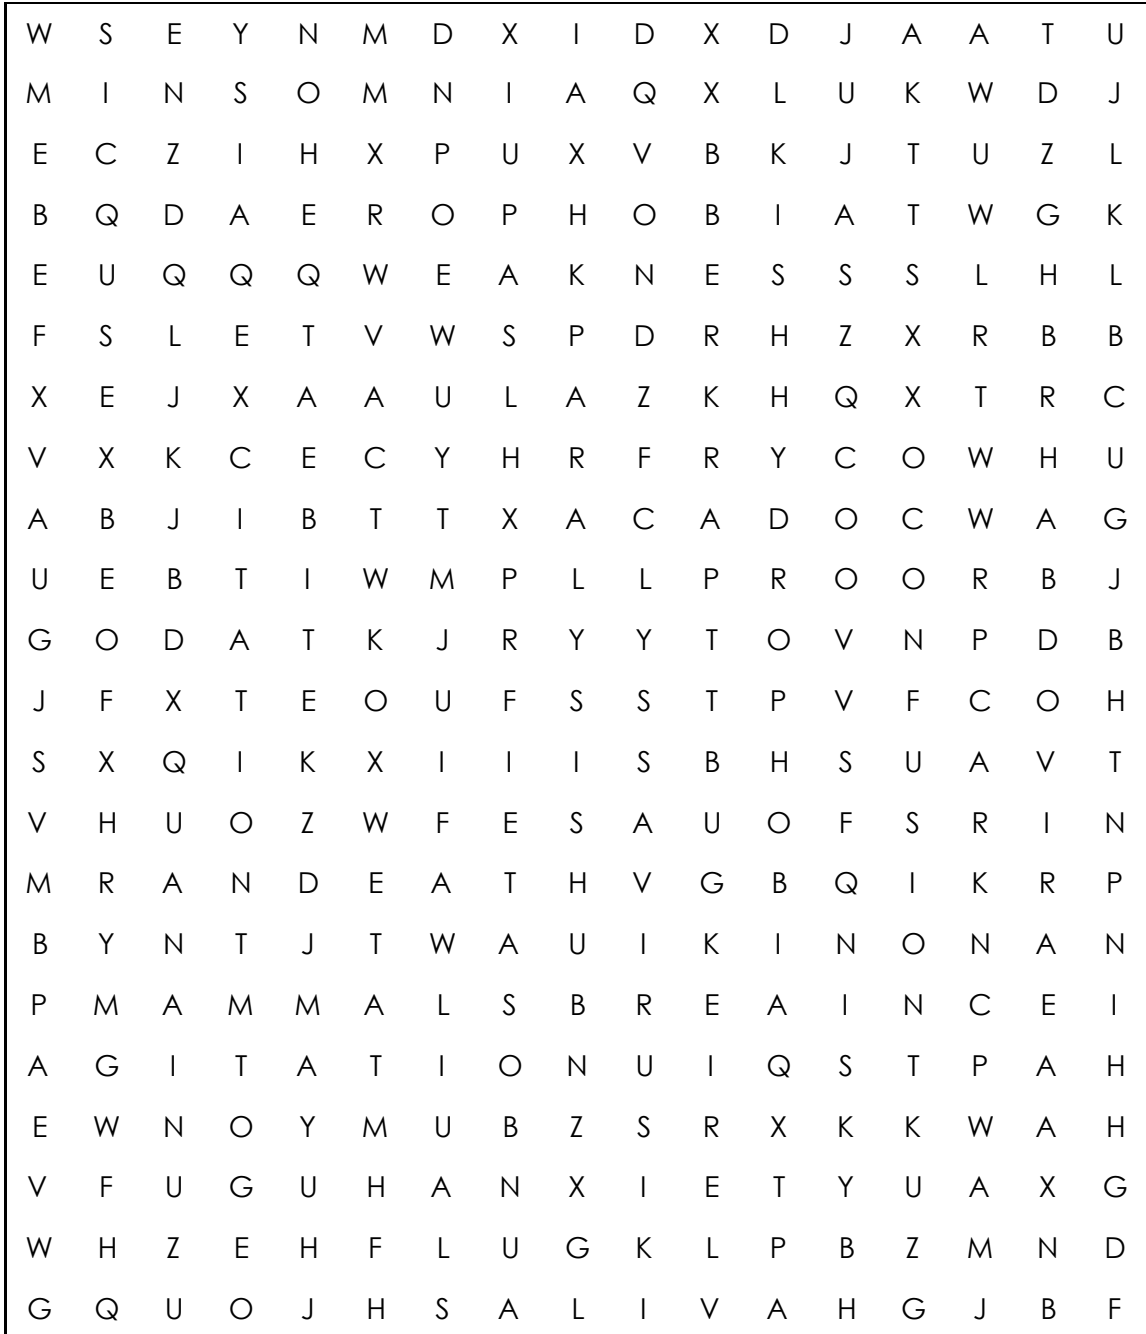 W S E Y N M D X I D X D J A A T U
M I N S O M N I A Q X L U K W D J
E C Z I H X P U X V B K J T U Z L
B Q D A E R O P H O B I A T W G K
E U Q Q Q W E A K N E S S S L H L
F S L E T V W S P D R H Z X R B B
X E J X A A U L A Z K H Q X T R C
V X K C E C Y H R F R Y C O W H U
A B J I B T T X A C A D O C W A G
U E B T I W M P L L P R O O R B J
G O D A T K J R Y Y T O V N P D B
J F X T E O U F S S T P V F C O H
S X Q I K X I I I S B H S U A V T
V H U O Z W F E S A U O F S R I N
M R A N D E A T H V G B Q I K R P
B Y N T J T W A U I K I N O N A N
P M A M M A L S B R E A I N C E I
A G I T A T I O N U I Q S T P A H
E W N O Y M U B Z S R X K K W A H
V F U G U H A N X I E T Y U A X G
W H Z E H F L U G K L P B Z M N D
G Q U O J H S A L I V A H G J B F